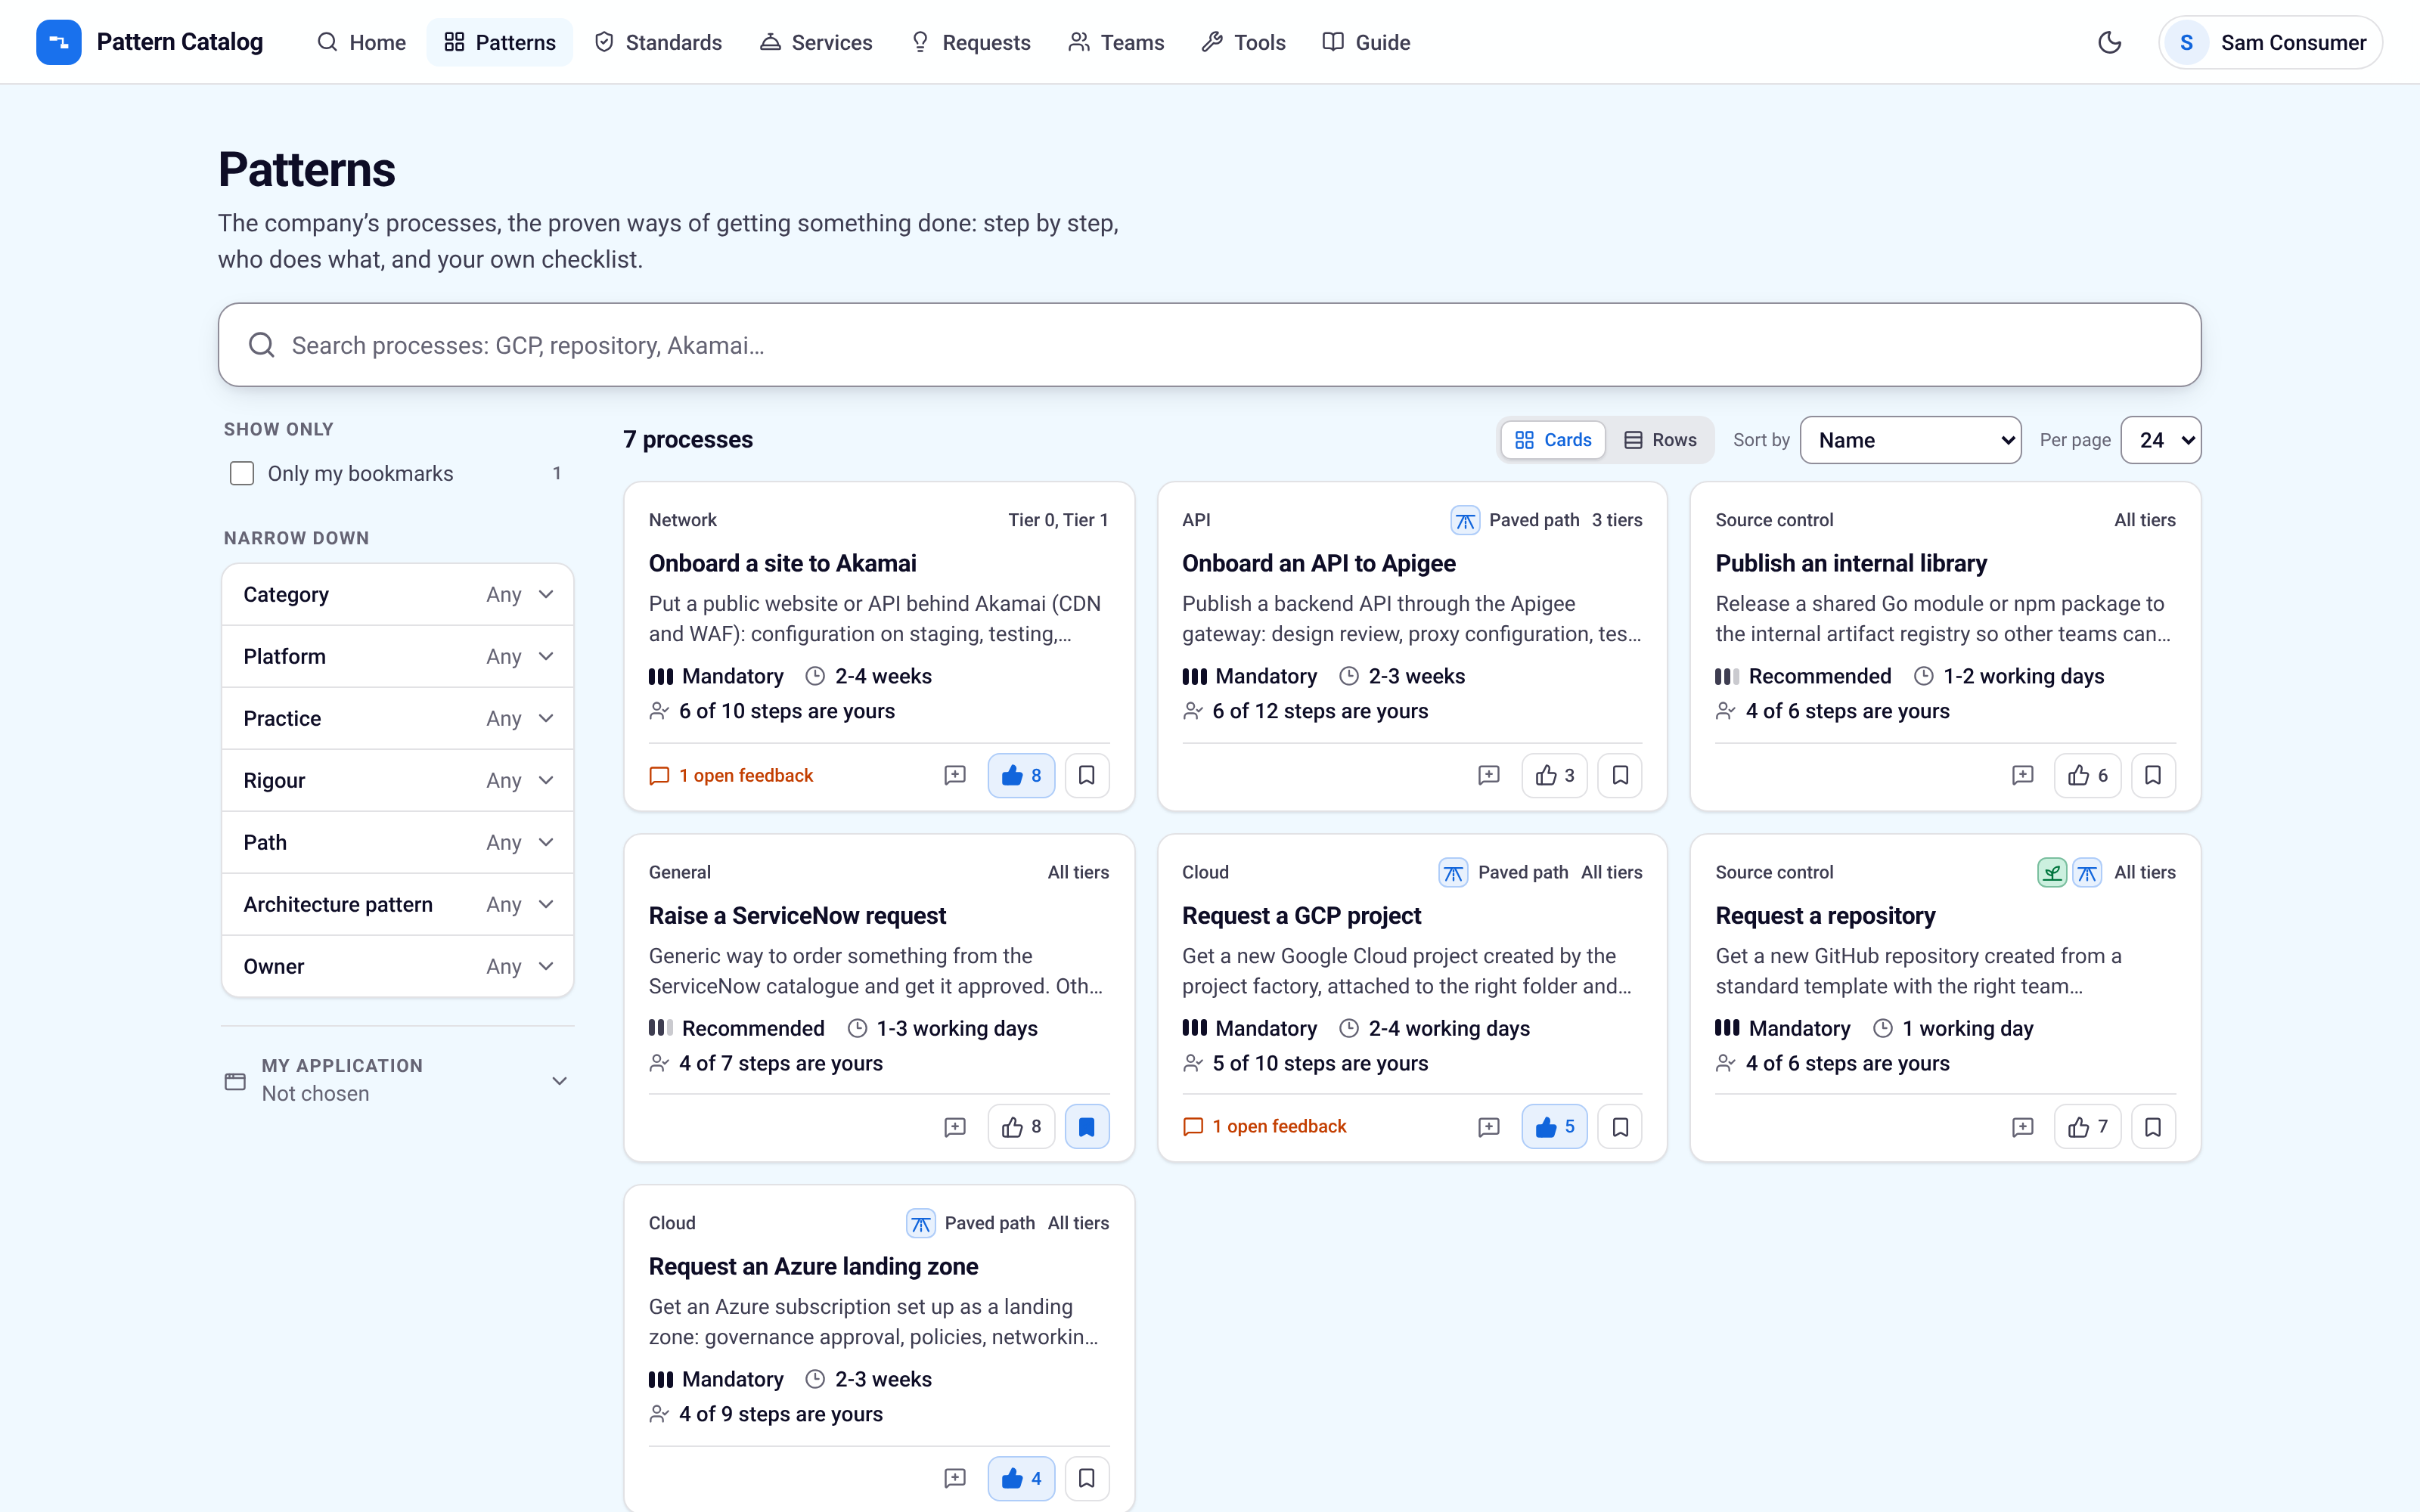 Pattern Catalog
Home
Patterns
Standards
Services
Requests
Teams
Tools
Guide
S
Sam Consumer
Patterns
The company’s processes, the proven ways of getting something done: step by step,
who does what, and your own checklist.
Search processes: GCP, repository, Akamai…
SHOW ONLY
Only my bookmarks 1
NARROW DOWN
Category Any
Platform Any
Practice Any
Rigour Any
Path Any
Architecture pattern Any
Owner Any
MY APPLICATION
Not chosen
7 processes
Cards
Rows
Sort by Name
Per page 24
Network Tier 0, Tier 1
Onboard a site to Akamai
Put a public website or API behind Akamai (CDN
and WAF): configuration on staging, testing,…
Mandatory 2-4 weeks
6 of 10 steps are yours
1 open feedback 8
API Paved path 3 tiers
Onboard an API to Apigee
Publish a backend API through the Apigee
gateway: design review, proxy configuration, tes…
Mandatory 2-3 weeks
6 of 12 steps are yours
3
Source control All tiers
Publish an internal library
Release a shared Go module or npm package to
the internal artifact registry so other teams can…
Recommended 1-2 working days
4 of 6 steps are yours
6
General All tiers
Raise a ServiceNow request
Generic way to order something from the
ServiceNow catalogue and get it approved. Oth…
Recommended 1-3 working days
4 of 7 steps are yours
8
Cloud Paved path All tiers
Request a GCP project
Get a new Google Cloud project created by the
project factory, attached to the right folder and…
Mandatory 2-4 working days
5 of 10 steps are yours
1 open feedback 5
Source control All tiers
Request a repository
Get a new GitHub repository created from a
standard template with the right team…
Mandatory 1 working day
4 of 6 steps are yours
7
Cloud Paved path All tiers
Request an Azure landing zone
Get an Azure subscription set up as a landing
zone: governance approval, policies, networkin…
Mandatory 2-3 weeks
4 of 9 steps are yours
4